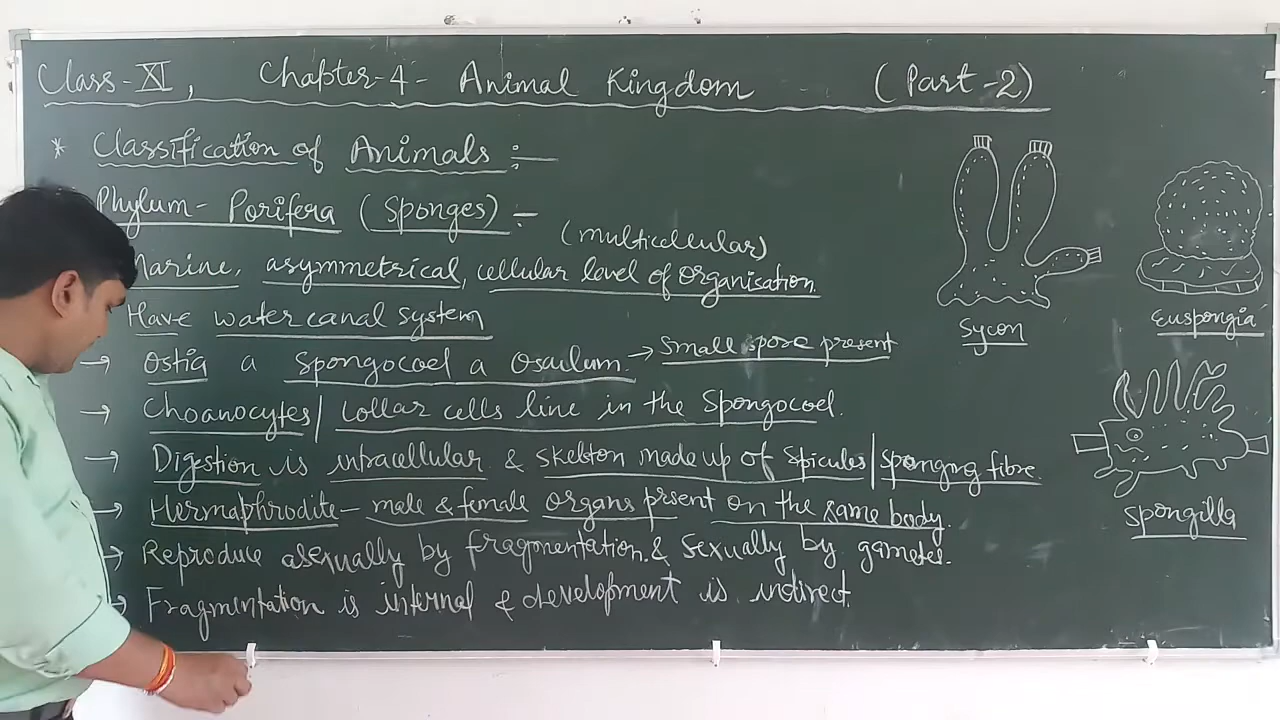 Class-XI, Chapter-4- Animal Kingdom (Part-2)
* Classification of Animals :—
Phylum- Porifera (Sponges) :-
(multicellular)
Marine, asymmetrical, cellular level of Organisation.
Have water canal system
→ Ostia a Spongocoel a Osculum → Small spore present
→ Choanocytes/ Collar cells line in the Spongocoel.
→ Digestion is intracellular & skelton made up of Spicules/sponging fibre.
→ Hermaphrodite- male & female organs present on the same body.
→ Reproduce asexually by fragmentation & Sexually by gametes.
→ Fragmentation is internal & development is indirect.
Sycon
Euspongia
Spongilla